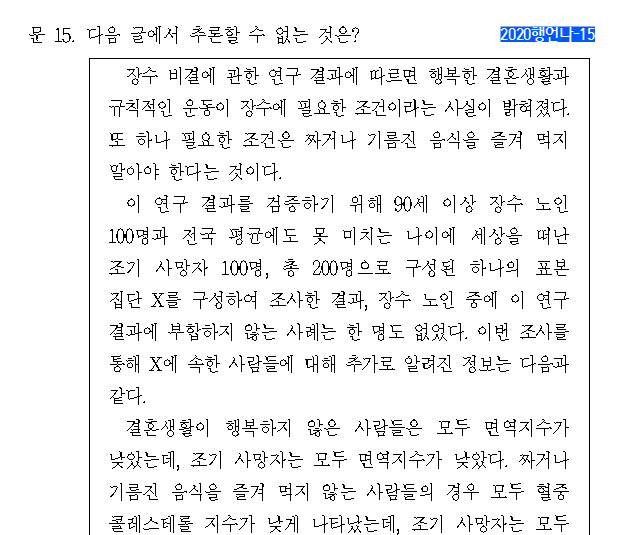 문 15. 다음 글에서 추론할 수 없는 것은?
2020행언나-15
장수 비결에 관한 연구 결과에 따르면 행복한 결혼생활과
규칙적인 운동이 장수에 필요한 조건이라는 사실이 밝혀졌다.
또 하나 필요한 조건은 짜거나 기름진 음식을 즐겨 먹지
말아야 한다는 것이다.
이 연구 결과를 검증하기 위해 90세 이상 장수 노인
100명과 전국 평균에도 못 미치는 나이에 세상을 떠난
조기 사망자 100명, 총 200명으로 구성된 하나의 표본
집단 X를 구성하여 조사한 결과, 장수 노인 중에 이 연구
결과에 부합하지 않는 사례는 한 명도 없었다. 이번 조사를
통해 X에 속한 사람들에 대해 추가로 알려진 정보는 다음과
같다.
결혼생활이 행복하지 않은 사람들은 모두 면역지수가
낮았는데, 조기 사망자는 모두 면역지수가 낮았다. 짜거나
기름진 음식을 즐겨 먹지 않는 사람들의 경우 모두 혈중
콜레스테롤 지수가 낮게 나타났는데, 조기 사망자는 모두